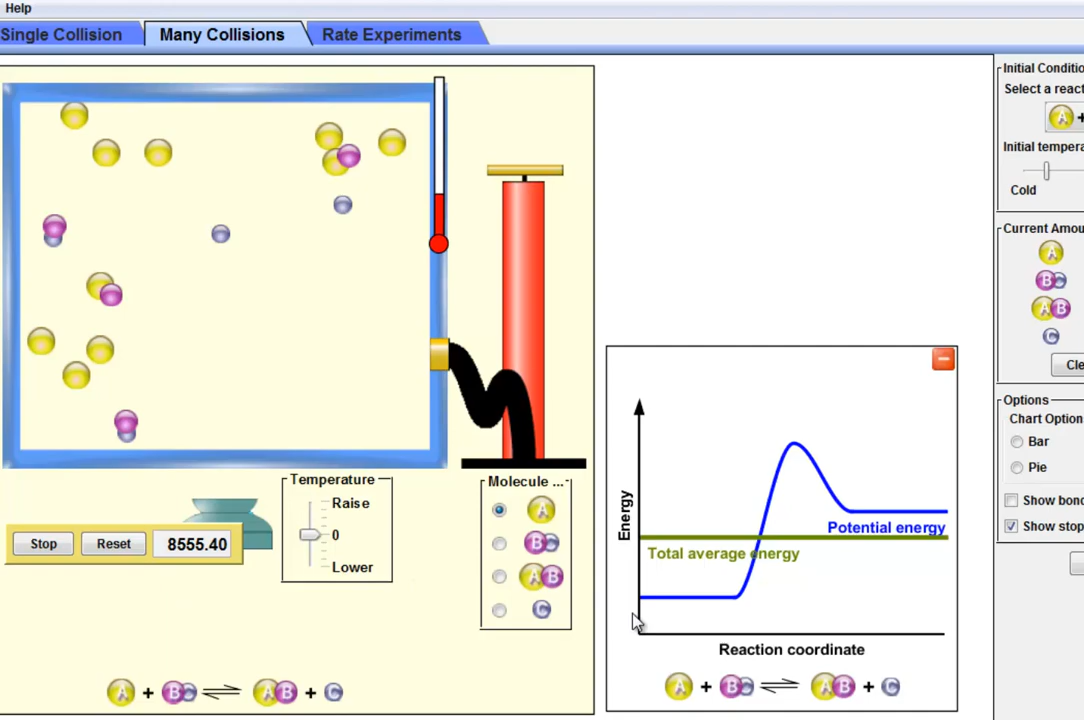 Help
Single Collision
Many Collisions
Rate Experiments
Initial Conditio
Select a react
A +
Initial tempera
Cold
Current Amou
A
B
A B
C
Cle
Options
Chart Option
Bar
Pie
Show bond
Show stop
Energy
Potential energy
Total average energy
Reaction coordinate
A + B C ⇌ A B + C
Temperature
Raise
0
Lower
Molecule ...
A
B
A B
C
Stop
Reset
8555.40
A + B C ⇌ A B + C